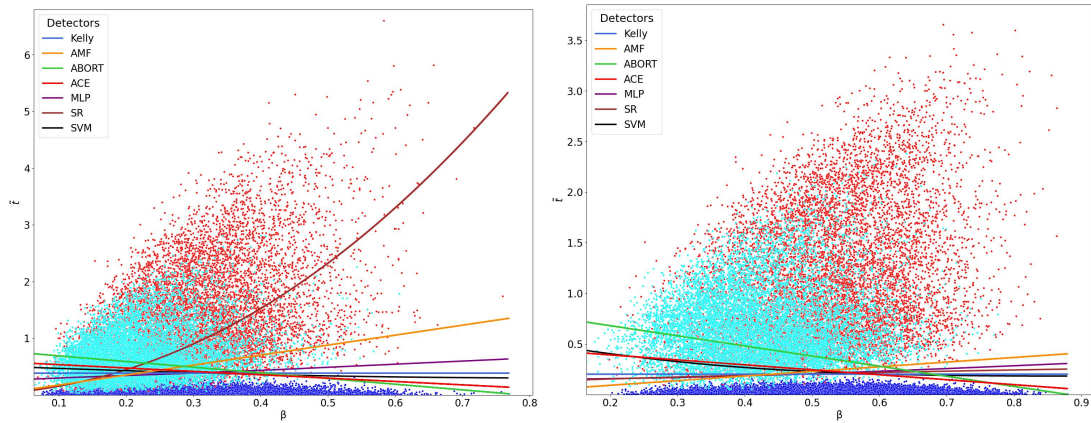 Detectors
Kelly
AMF
ABORT
ACE
MLP
SR
SVM
6
5
4
3
2
1
t̃
0.1 0.2 0.3 0.4 0.5 0.6 0.7 0.8
β
Detectors
Kelly
AMF
ABORT
ACE
MLP
SR
SVM
3.5
3.0
2.5
2.0
1.5
1.0
0.5
t̃
0.2 0.3 0.4 0.5 0.6 0.7 0.8 0.9
β